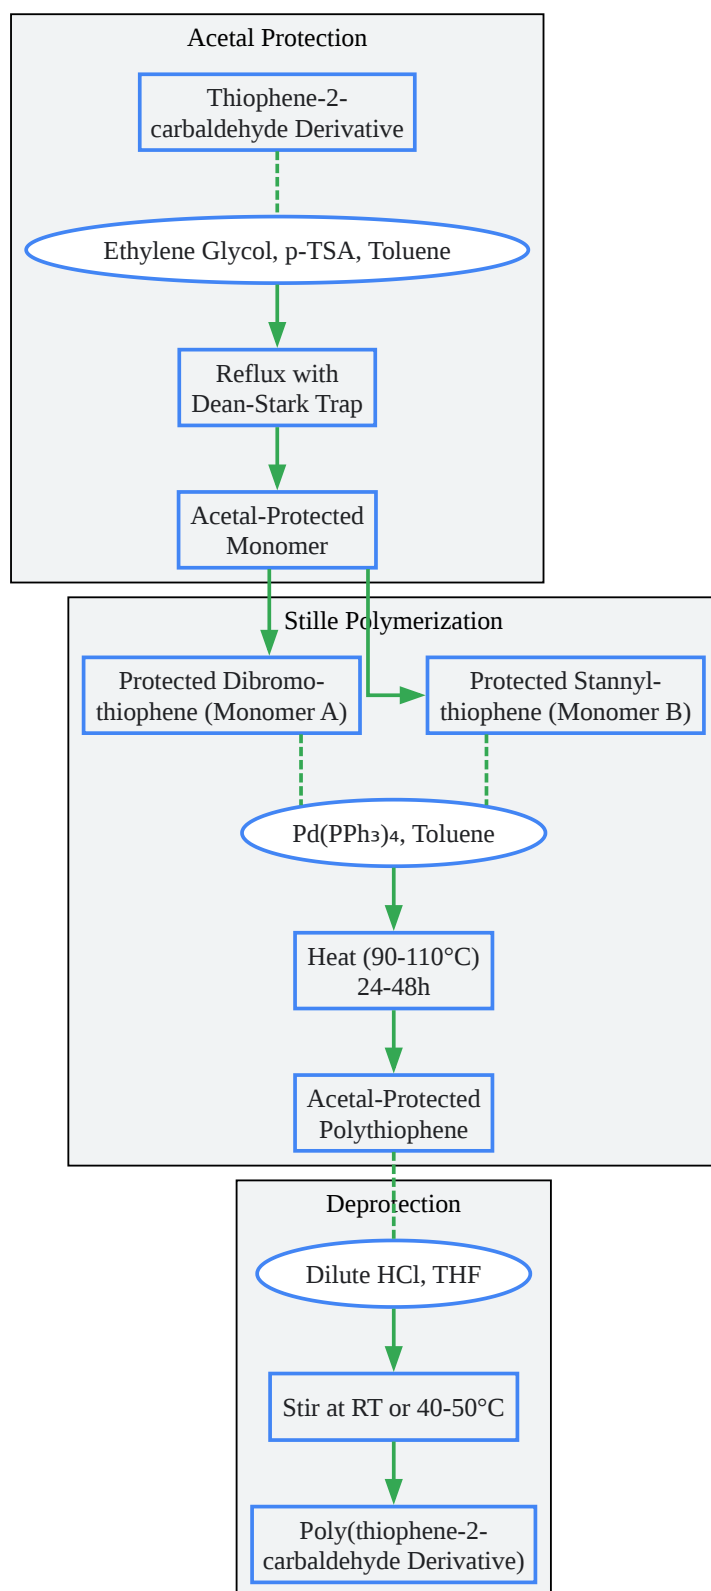 Acetal Protection
Thiophene-2-
carbaldehyde Derivative
Ethylene Glycol, p-TSA, Toluene
Reflux with
Dean-Stark Trap
Acetal-Protected
Monomer
Stille Polymerization
Protected Dibromo-
thiophene (Monomer A)
Protected Stannyl-
thiophene (Monomer B)
Pd(PPh₃)₄, Toluene
Heat (90-110°C)
24-48h
Acetal-Protected
Polythiophene
Deprotection
Dilute HCl, THF
Stir at RT or 40-50°C
Poly(thiophene-2-
carbaldehyde Derivative)